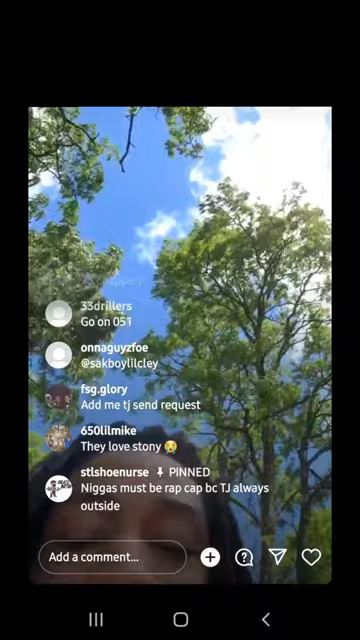 33drillers
Go on 051
onnaguyzfoe
@sakboylilcley
fsg.glory
Add me tj send request
650lilmike
They love stony 😭
stlshoenurse PINNED
Niggas must be rap cap bc TJ always
outside
Add a comment...